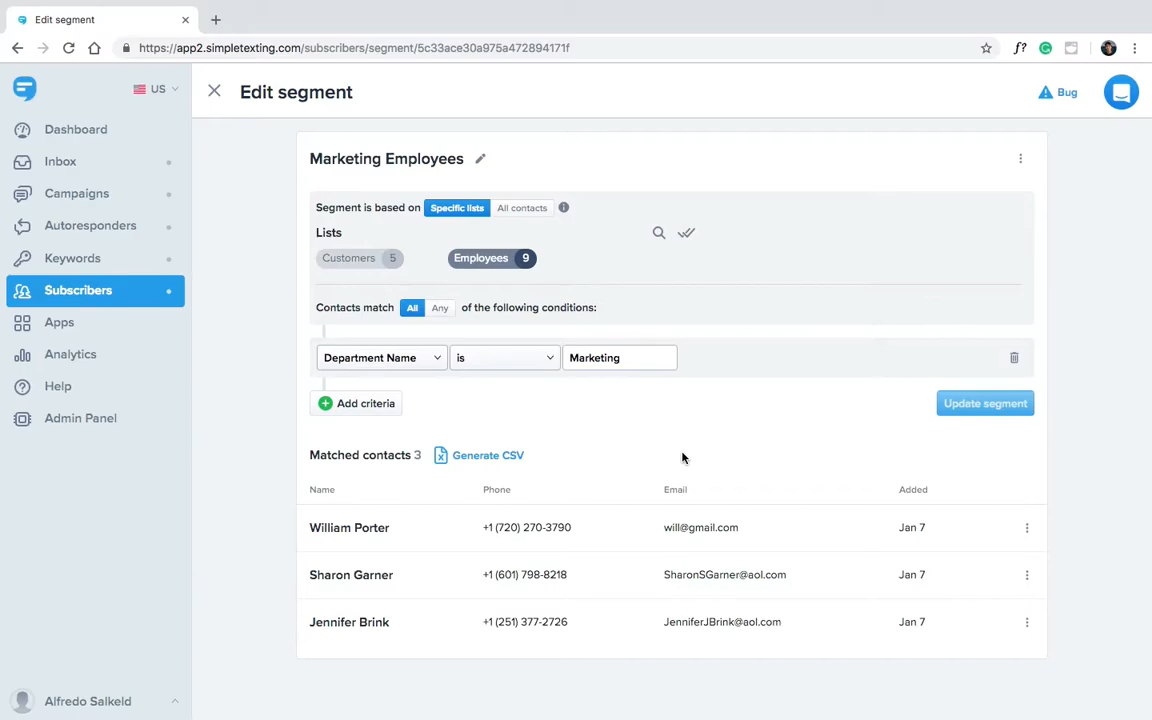 Edit segment
https://app2.simpletexting.com/subscribers/segment/5c33ace30a975a472894171f
f?
US
Edit segment
Bug
Dashboard
Inbox
Campaigns
Autoresponders
Keywords
Subscribers
Apps
Analytics
Help
Admin Panel
Alfredo Salkeld
Marketing Employees
Segment is based on Specific lists All contacts
Lists
Customers 5 Employees 9
Contacts match All Any of the following conditions:
Department Name is Marketing
Add criteria Update segment
Matched contacts 3 Generate CSV
Name Phone Email Added
William Porter +1 (720) 270-3790 will@gmail.com Jan 7
Sharon Garner +1 (601) 798-8218 SharonSGarner@aol.com Jan 7
Jennifer Brink +1 (251) 377-2726 JenniferJBrink@aol.com Jan 7